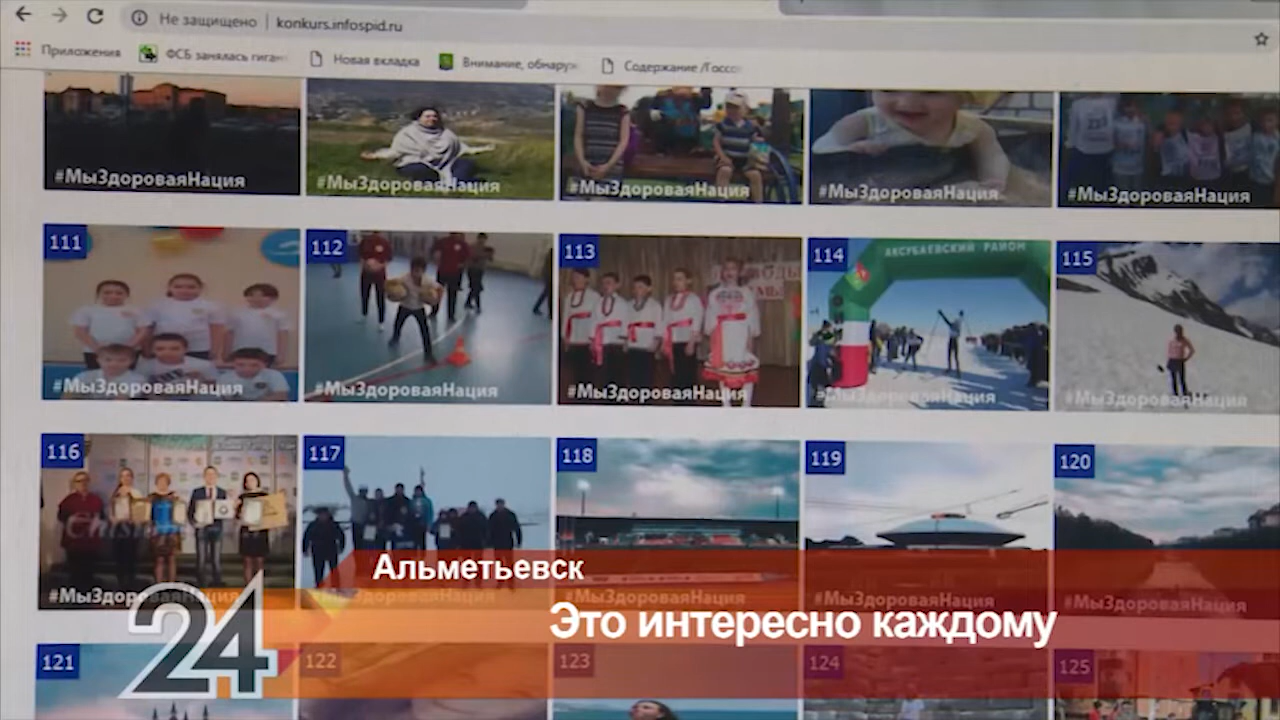 Не защищено | konkurs.infospid.ru
Приложения ФСБ занялась гиган Новая вкладка Внимание, обнаруж Содержание /Госсо
#МыЗдороваяНация #МыЗдороваяНация #МыЗдороваяНация #МыЗдороваяНация #МыЗдороваяНация
111 112 113 114 115
АКСУБАЕВСКИЙ РАЙОН
#МыЗдороваяНация #МыЗдороваяНация #МыЗдороваяНация #МыЗдороваяНация #МыЗдороваяНация
116 117 118 119 120
#МыЗдороваяНация #МыЗдороваяНация #МыЗдороваяНация #МыЗдороваяНация #МыЗдороваяНация
Альметьевск
Это интересно каждому
24
121 122 123 124 125